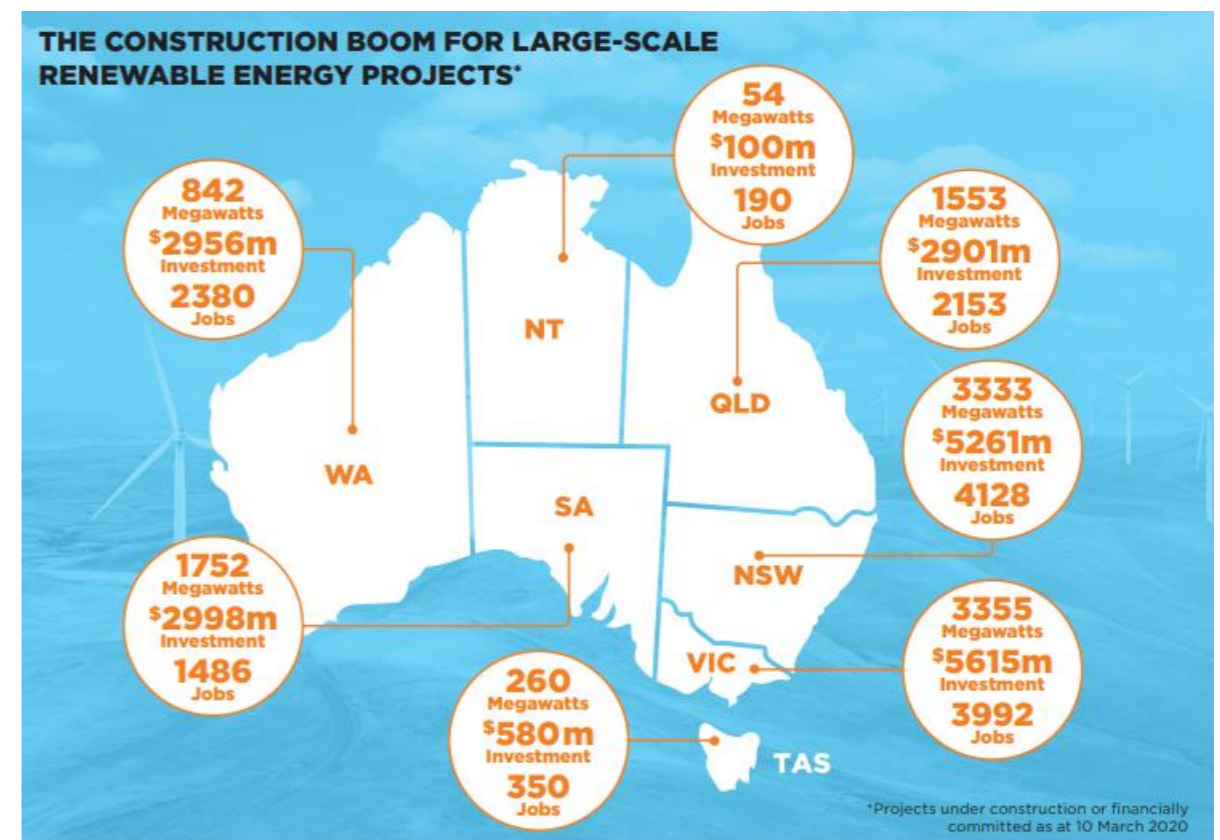 THE CONSTRUCTION BOOM FOR LARGE-SCALE
RENEWABLE ENERGY PROJECTS*
54
Megawatts
$100m
Investment
190
Jobs
842
Megawatts
$2956m
Investment
2380
Jobs
1553
Megawatts
$2901m
Investment
2153
Jobs
NT
QLD
WA
SA
3333
Megawatts
$5261m
Investment
4128
Jobs
NSW
1752
Megawatts
$2998m
Investment
1486
Jobs
VIC
3355
Megawatts
$5615m
Investment
3992
Jobs
260
Megawatts
$580m
Investment
350
Jobs
TAS
*Projects under construction or financially
committed as at 10 March 2020